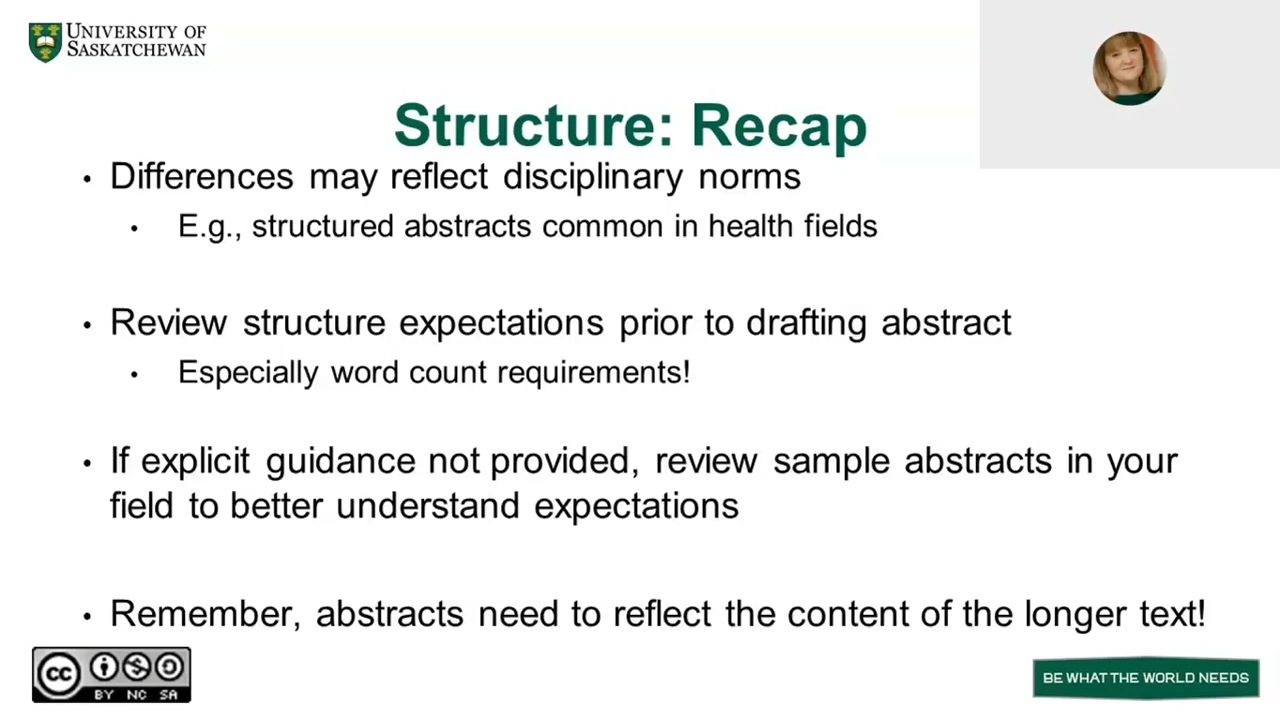 UNIVERSITY OF
SASKATCHEWAN
Structure: Recap
• Differences may reflect disciplinary norms
• E.g., structured abstracts common in health fields
• Review structure expectations prior to drafting abstract
• Especially word count requirements!
• If explicit guidance not provided, review sample abstracts in your
field to better understand expectations
• Remember, abstracts need to reflect the content of the longer text!
cc
BY NC SA
BE WHAT THE WORLD NEEDS